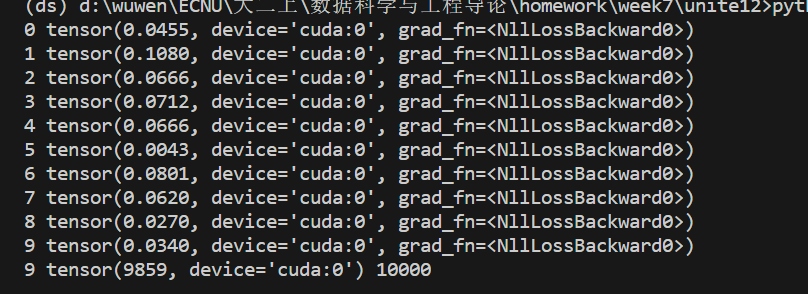 (ds) d:\wuwen\ECNU\大二上\数据科学与工程导论\homework\week7\unite12>pyth
0 tensor(0.0455, device='cuda:0', grad_fn=<NllLossBackward0>)
1 tensor(0.1080, device='cuda:0', grad_fn=<NllLossBackward0>)
2 tensor(0.0666, device='cuda:0', grad_fn=<NllLossBackward0>)
3 tensor(0.0712, device='cuda:0', grad_fn=<NllLossBackward0>)
4 tensor(0.0666, device='cuda:0', grad_fn=<NllLossBackward0>)
5 tensor(0.0043, device='cuda:0', grad_fn=<NllLossBackward0>)
6 tensor(0.0801, device='cuda:0', grad_fn=<NllLossBackward0>)
7 tensor(0.0620, device='cuda:0', grad_fn=<NllLossBackward0>)
8 tensor(0.0270, device='cuda:0', grad_fn=<NllLossBackward0>)
9 tensor(0.0340, device='cuda:0', grad_fn=<NllLossBackward0>)
9 tensor(9859, device='cuda:0') 10000